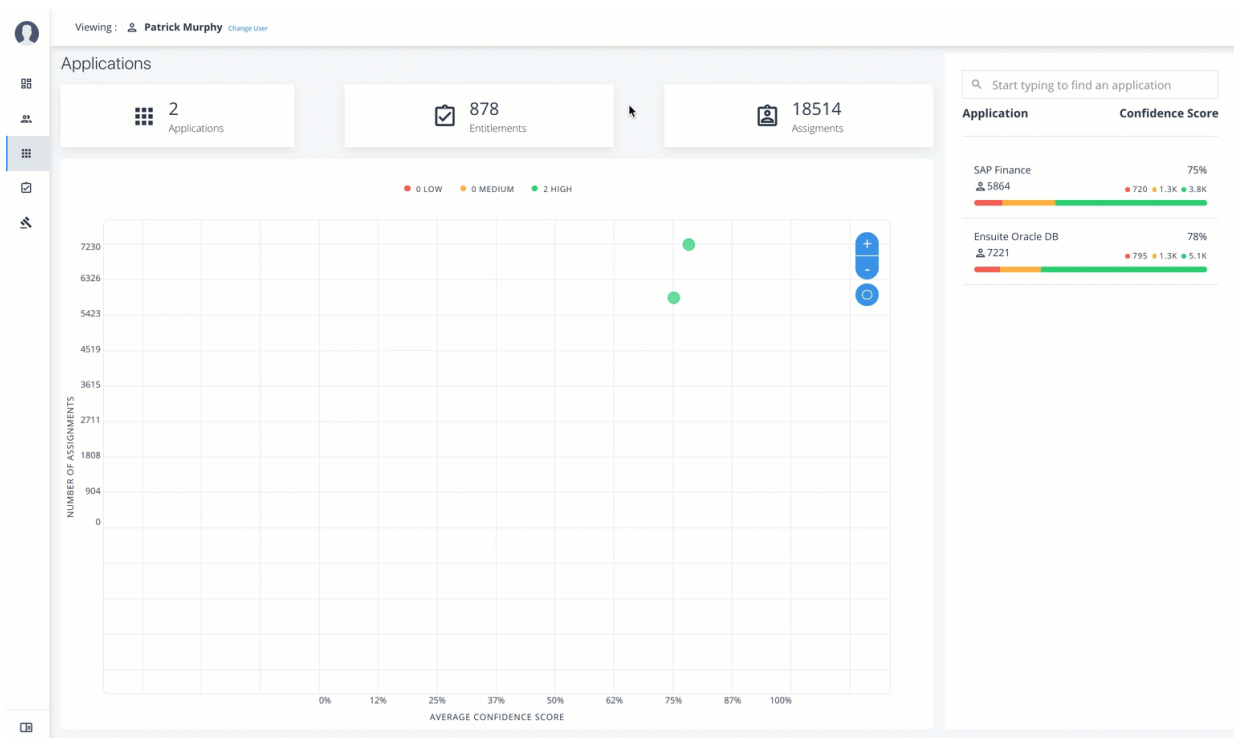 Viewing : Patrick Murphy Change User
Applications
2
Applications
878
Entitlements
18514
Assigments
0 LOW 0 MEDIUM 2 HIGH
NUMBER OF ASSIGNMENTS
7230
6326
5423
4519
3615
2711
1808
904
0
+
-
0% 12% 25% 37% 50% 62% 75% 87% 100%
AVERAGE CONFIDENCE SCORE
Start typing to find an application
Application Confidence Score
SAP Finance 75%
5864 720 1.3K 3.8K
Ensuite Oracle DB 78%
7221 795 1.3K 5.1K